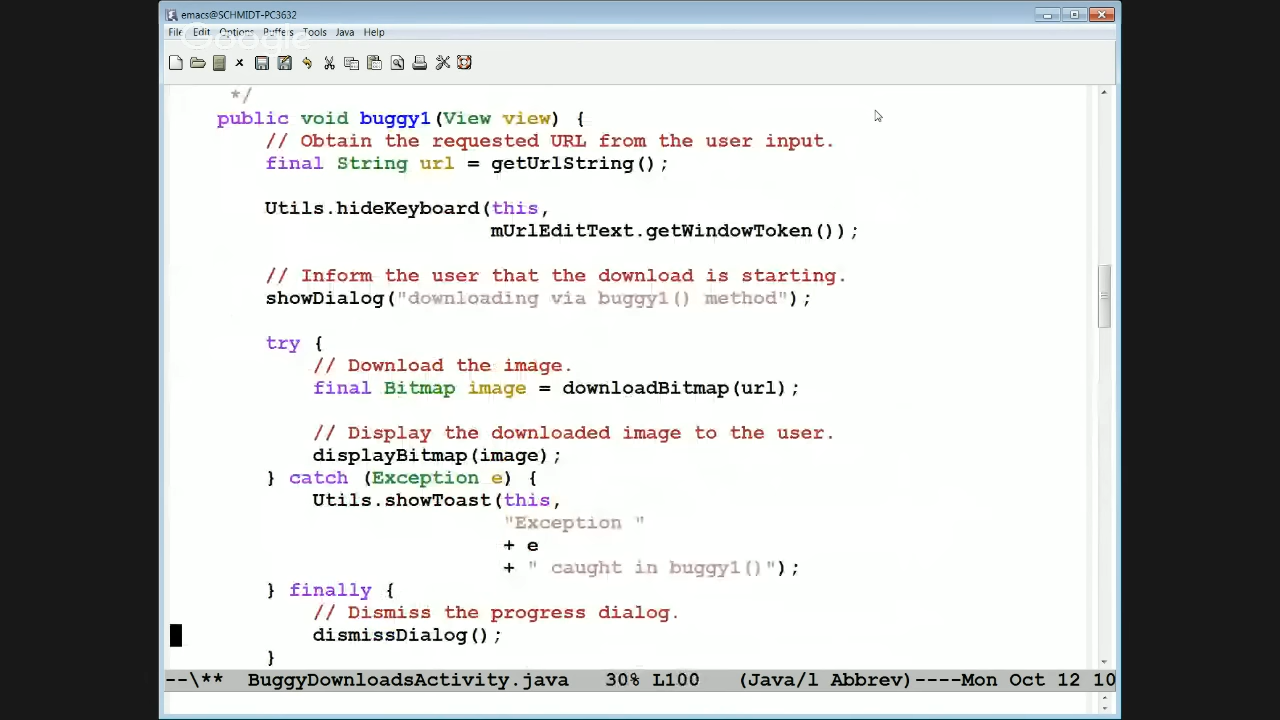 emacs@SCHMIDT-PC3632
File Edit Options Buffers Tools Java Help
Google
*/
public void buggy1(View view) {
// Obtain the requested URL from the user input.
final String url = getUrlString();
Utils.hideKeyboard(this,
mUrlEditText.getWindowToken());
// Inform the user that the download is starting.
showDialog("downloading via buggy1() method");
try {
// Download the image.
final Bitmap image = downloadBitmap(url);
// Display the downloaded image to the user.
displayBitmap(image);
} catch (Exception e) {
Utils.showToast(this,
"Exception "
+ e
+ " caught in buggy1()");
} finally {
// Dismiss the progress dialog.
dismissDialog();
}
--\** BuggyDownloadsActivity.java 30% L100 (Java/l Abbrev)----Mon Oct 12 10